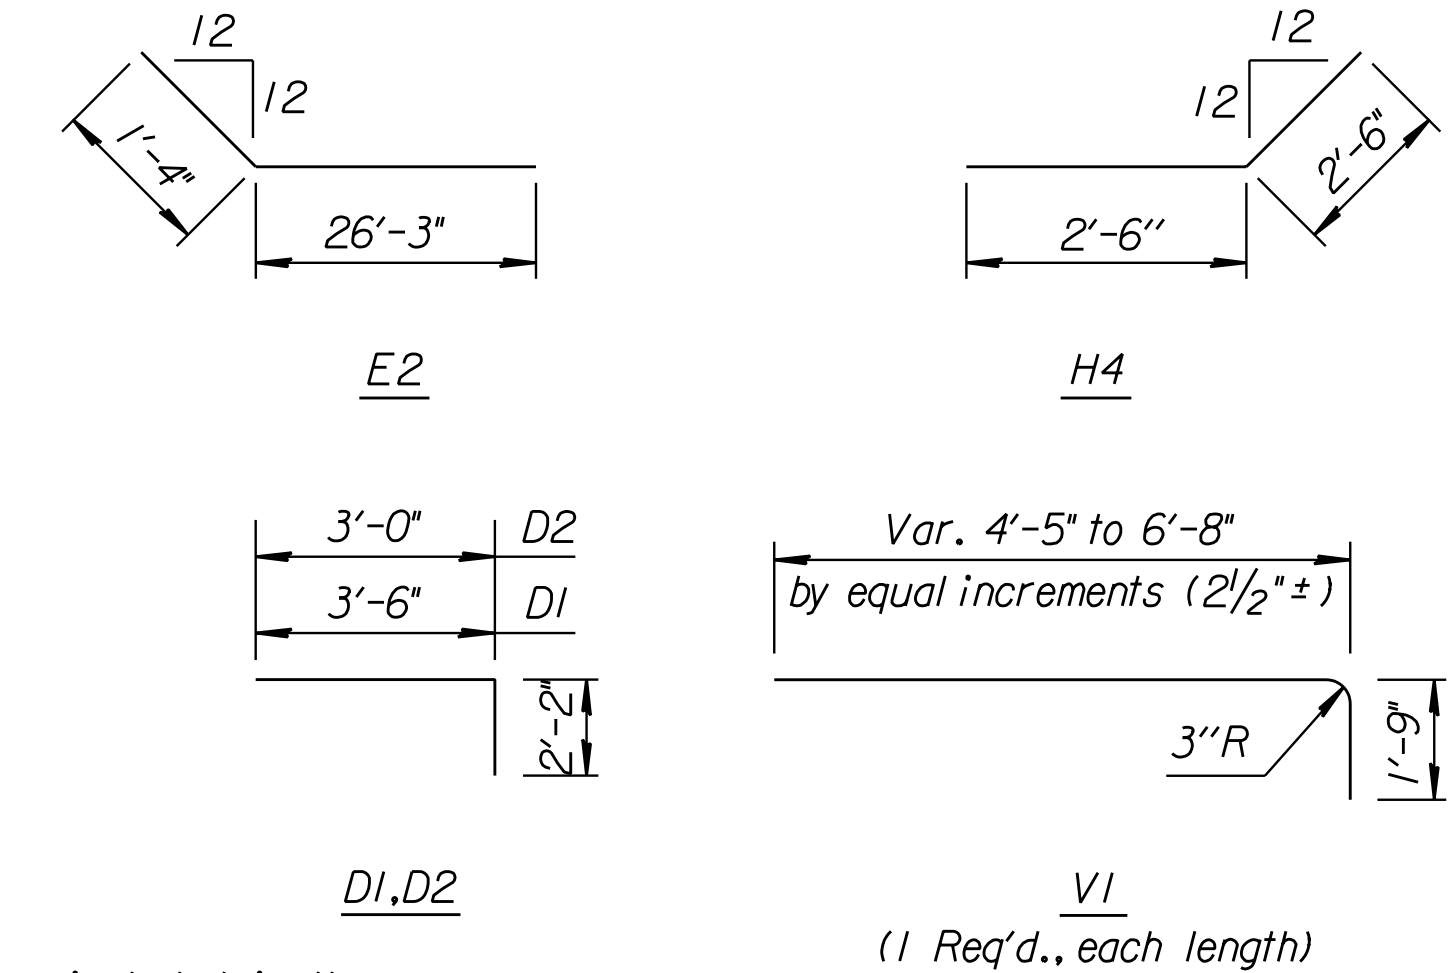 12
12
1'-4"
26'-3"
E2
12
12
2'-6"
2'-6''
H4
3'-0" D2
3'-6" D1
2'-2"
D1,D2
Var. 4'-5" to 6'-8"
by equal increments (2 1/2" ±)
3''R
1'-9"
V1
(1 Req'd., each length)